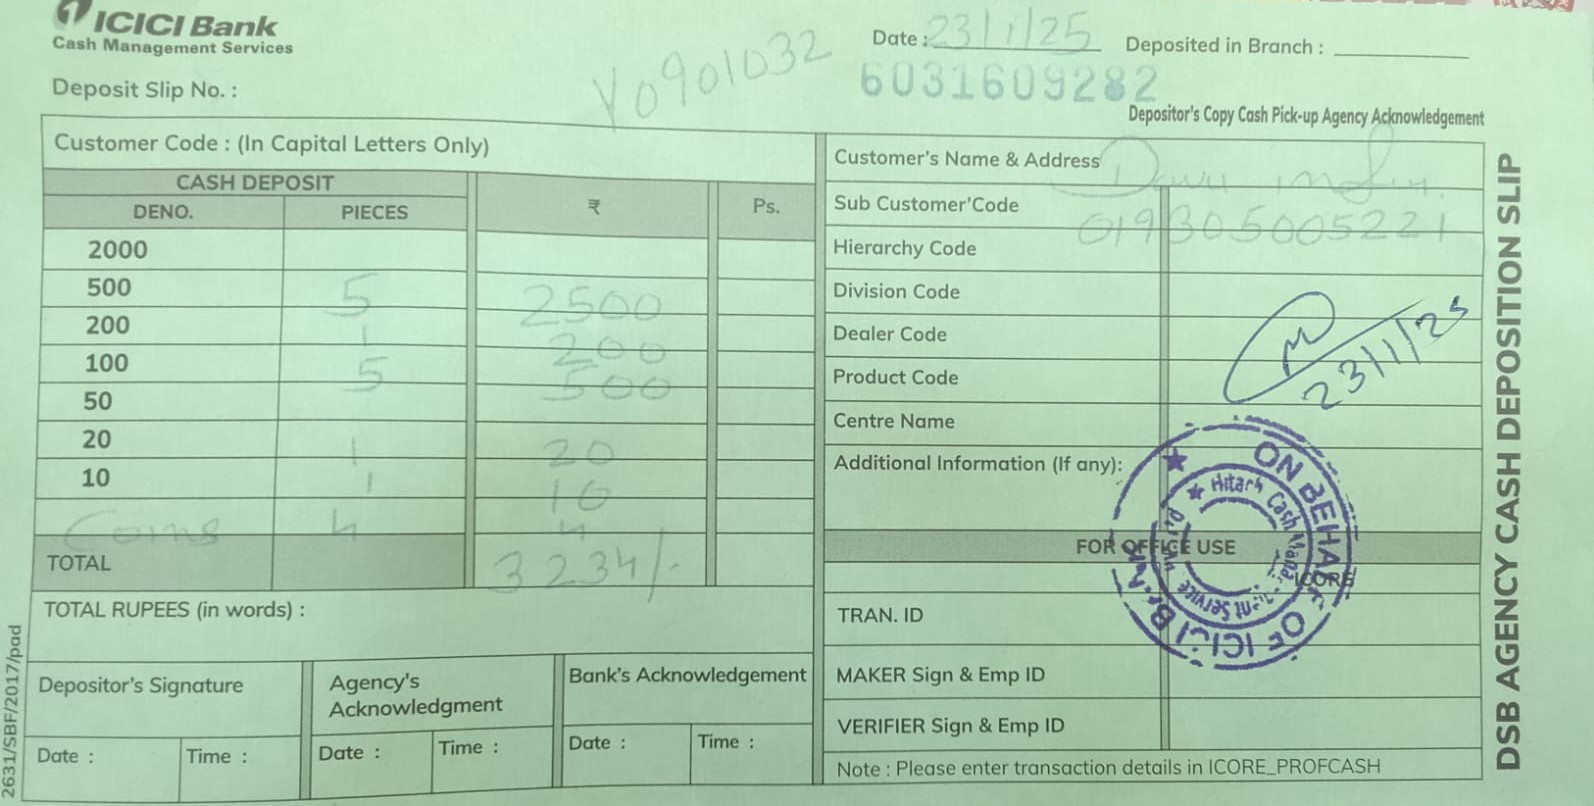 ICICI Bank
Cash Management Services
Date : 23/1/25 Deposited in Branch :
Deposit Slip No. : Y0901032
6031609282
Depositor's Copy Cash Pick-up Agency Acknowledgement
Customer Code : (In Capital Letters Only)
CASH DEPOSIT
DENO. PIECES ₹ Ps.
2000
500 5 2500
200 1 200
100 5 500
50
20 1 20
10 1 10
Coins 4 4
TOTAL 3234/-
TOTAL RUPEES (in words) :
Depositor's Signature
Date : Time :
Agency's
Acknowledgment
Date : Time :
Bank's Acknowledgement
Date : Time :
Customer's Name & Address
Sub Customer'Code 019305005221
Hierarchy Code
Division Code
Dealer Code
Product Code
23/1/25
Centre Name
Additional Information (If any):
ON BEHALF OF ICICI BANK
Hitachi Cash Management Service
FOR OFFICE USE
ICORE
TRAN. ID
MAKER Sign & Emp ID
VERIFIER Sign & Emp ID
Note : Please enter transaction details in ICORE_PROFCASH
DSB AGENCY CASH DEPOSITION SLIP
2631/SBF/2017/pad